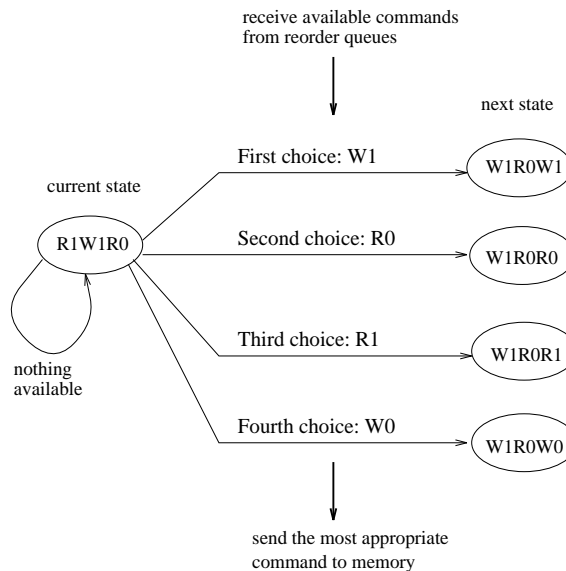 receive available commands
from reorder queues
next state
First choice: W1
W1R0W1
current state
R1W1R0
Second choice: R0
W1R0R0
Third choice: R1
W1R0R1
nothing
available
Fourth choice: W0
W1R0W0
send the most appropriate
command to memory